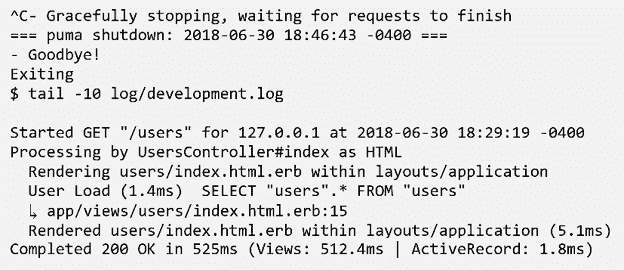 ^C- Gracefully stopping, waiting for requests to finish
=== puma shutdown: 2018-06-30 18:46:43 -0400 ===
- Goodbye!
Exiting
$ tail -10 log/development.log

Started GET "/users" for 127.0.0.1 at 2018-06-30 18:29:19 -0400
Processing by UsersController#index as HTML
  Rendering users/index.html.erb within layouts/application
  User Load (1.4ms)  SELECT "users".* FROM "users"
  ↳ app/views/users/index.html.erb:15
  Rendered users/index.html.erb within layouts/application (5.1ms)
Completed 200 OK in 525ms (Views: 512.4ms | ActiveRecord: 1.8ms)